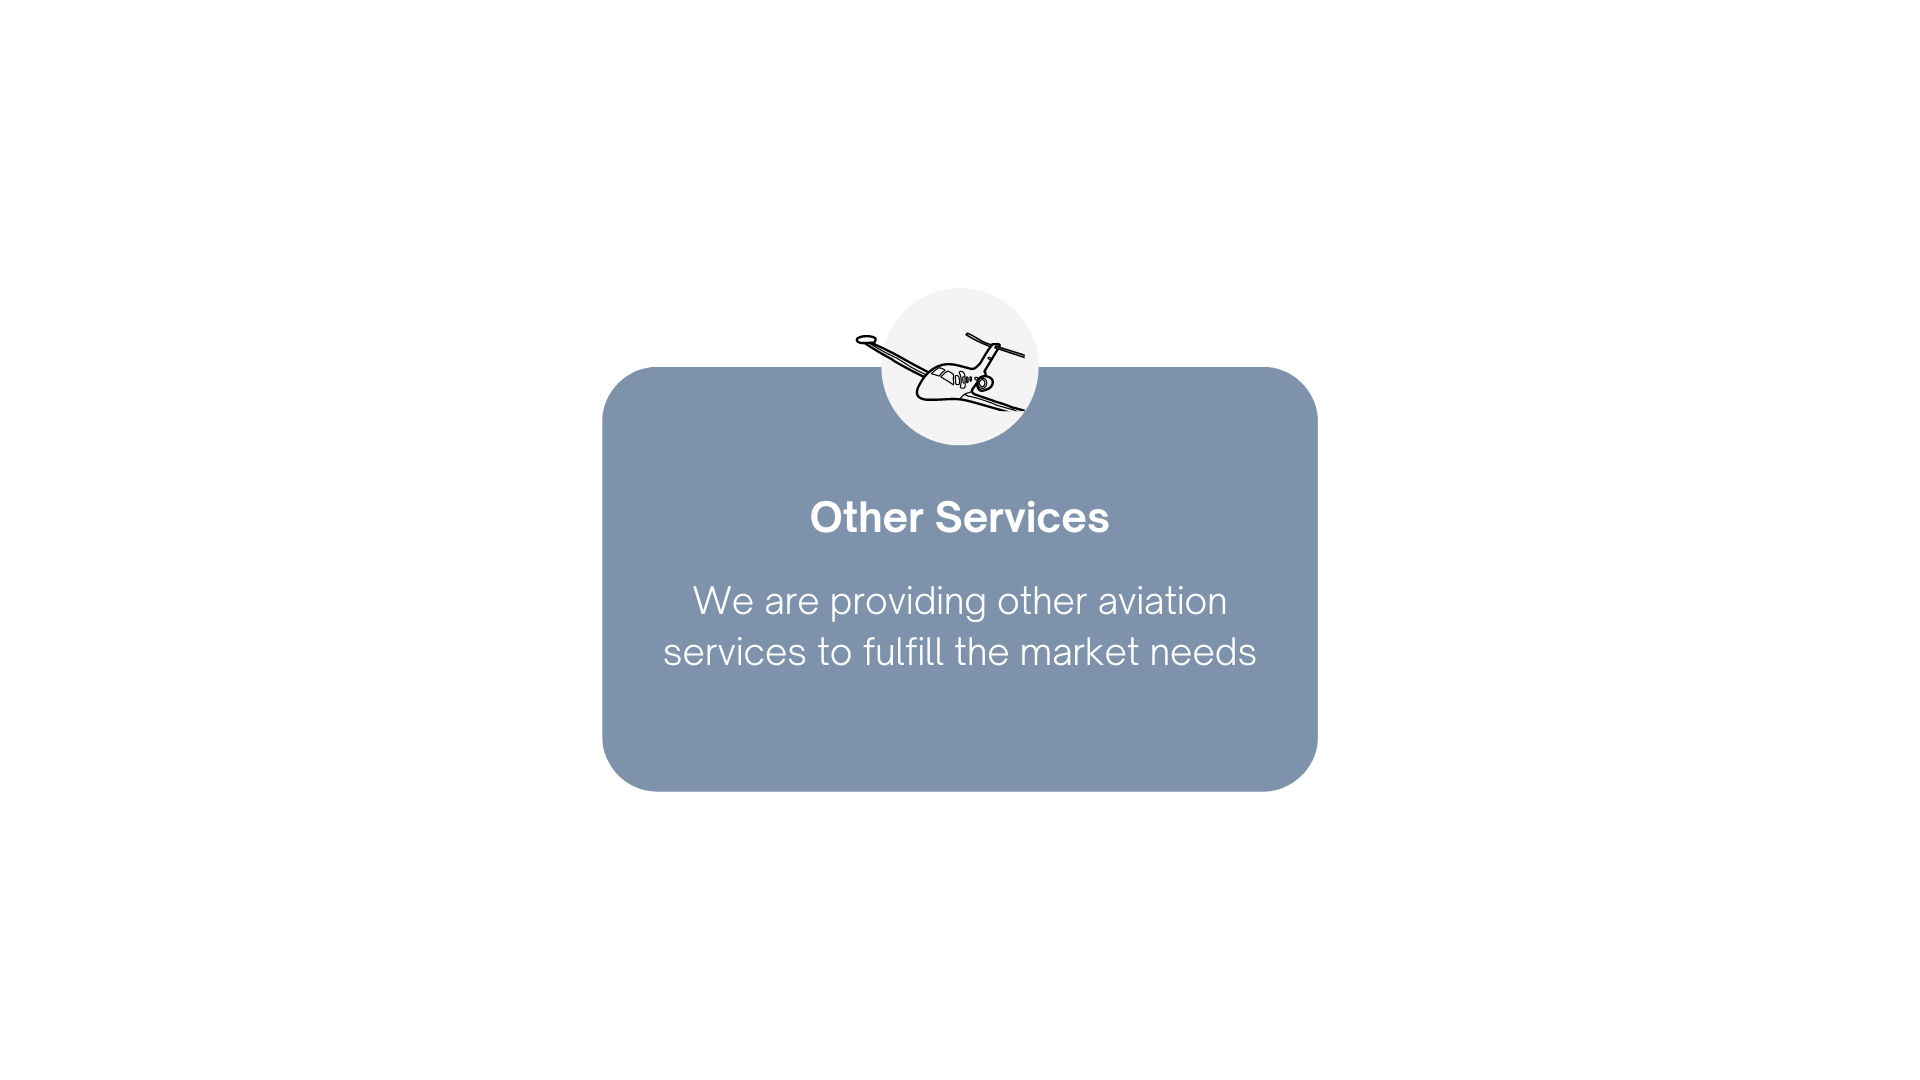 Other Services
We are providing other aviation
services to fulfill the market needs